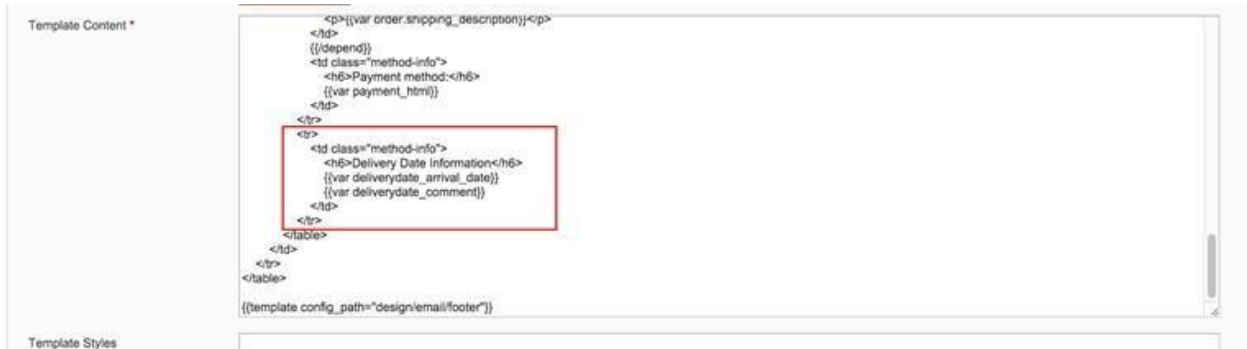 Template Content *
<p>{{var order.shipping_description}}</p>
</td>
{{/depend}}
<td class="method-info">
<h6>Payment method:</h6>
{{var payment_html}}
</td>
</tr>
<tr>
<td class="method-info">
<h6>Delivery Date Information</h6>
{{var deliverydate_arrival_date}}
{{var deliverydate_comment}}
</td>
</tr>
</table>
</td>
</tr>
</table>
{{template config_path="design/email/footer"}}
Template Styles